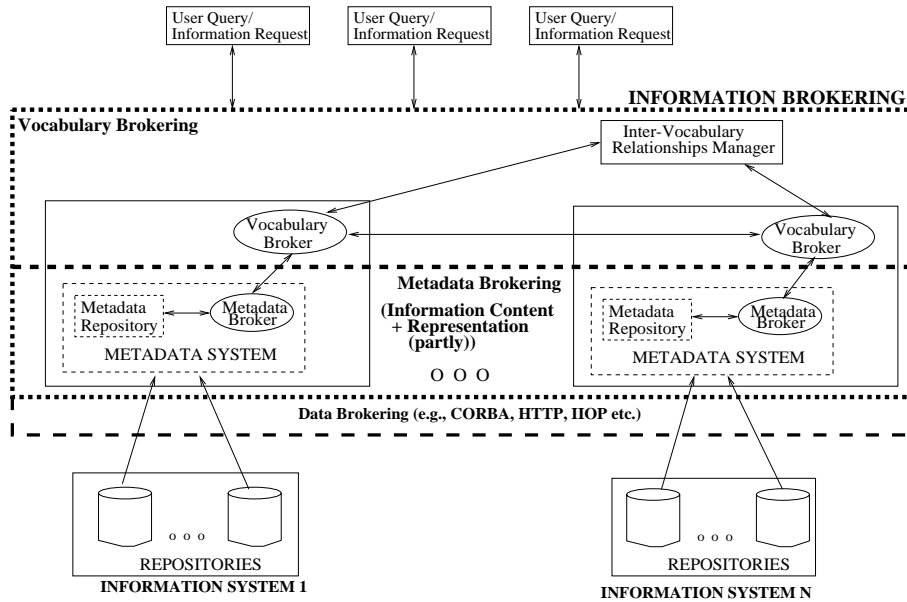 User Query/
Information Request
User Query/
Information Request
User Query/
Information Request
INFORMATION BROKERING
Vocabulary Brokering
Inter-Vocabulary
Relationships Manager
Vocabulary
Broker
Vocabulary
Broker
Metadata Brokering
(Information Content
+ Representation
(partly))
Metadata
Repository
Metadata
Broker
METADATA SYSTEM
Metadata
Repository
Metadata
Broker
METADATA SYSTEM
O O O
Data Brokering (e.g., CORBA, HTTP, IIOP etc.)
o o o
REPOSITORIES
INFORMATION SYSTEM 1
o o o
REPOSITORIES
INFORMATION SYSTEM N